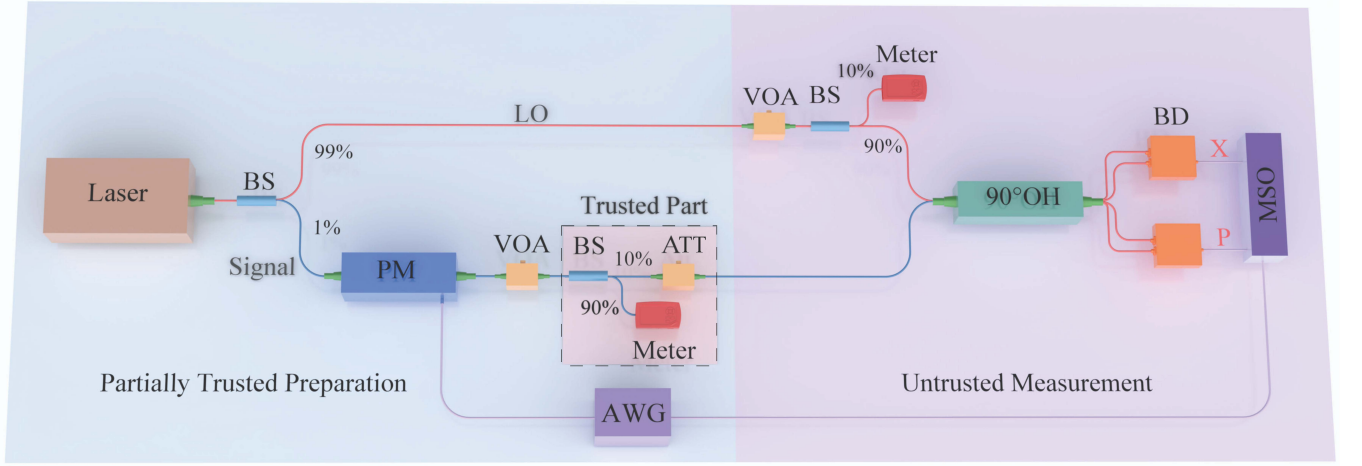 Meter
10%
VOA
BS
LO
BD
99%
90%
X
BS
Laser
90°OH
MSO
Trusted Part
1%
VOA
BS
ATT
P
Signal
PM
10%
90%
Meter
Partially Trusted Preparation
Untrusted Measurement
AWG